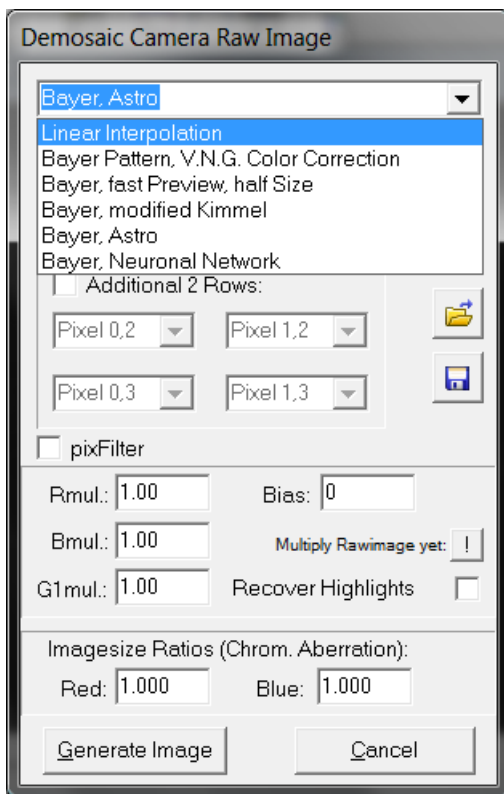 Demosaic Camera Raw Image
Bayer, Astro
Linear Interpolation
Bayer Pattern, V.N.G. Color Correction
Bayer, fast Preview, half Size
Bayer, modified Kimmel
Bayer, Astro
Bayer, Neuronal Network
Additional 2 Rows:
Pixel 0,2 Pixel 1,2
Pixel 0,3 Pixel 1,3
pixFilter
Rmul.: 1.00 Bias: 0
Bmul.: 1.00 Multiply Rawimage yet: !
G1mul.: 1.00 Recover Highlights
Imagesize Ratios (Chrom. Aberration):
Red: 1.000 Blue: 1.000
Generate Image Cancel